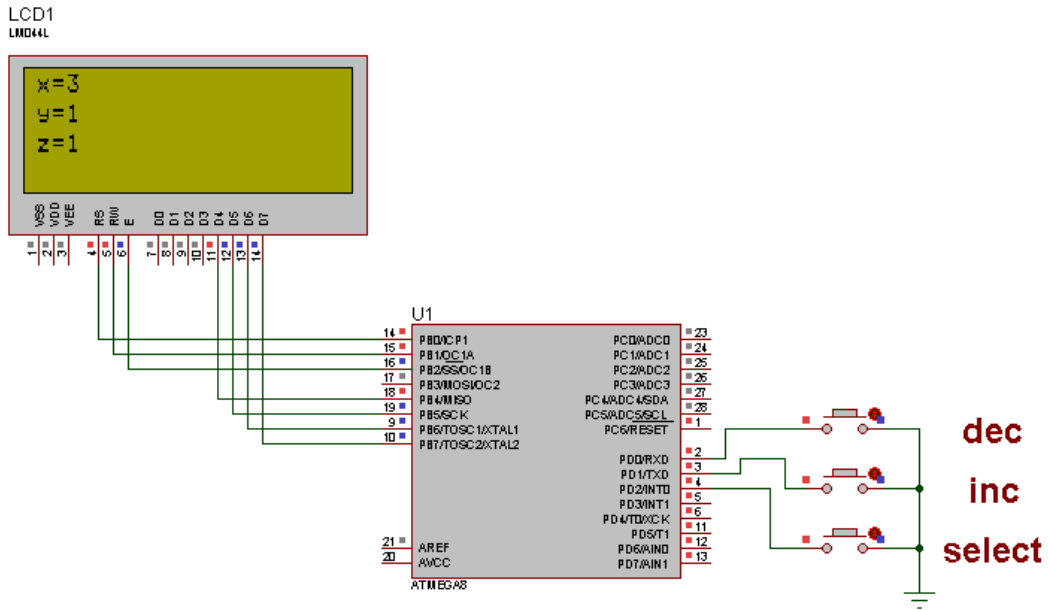 LCD1
LM044L
x=3
y=1
z=1
VSS VDD VEE RS RW E D0 D1 D2 D3 D4 D5 D6 D7
1 2 3 4 5 6 7 8 9 10 11 12 13 14
U1
14 PB0/ICP1 PC0/ADC0 23
15 PB1/OC1A PC1/ADC1 24
16 PB2/SS/OC1B PC2/ADC2 25
17 PB3/MOSI/OC2 PC3/ADC3 26
18 PB4/MISO PC4/ADC4/SDA 27
19 PB5/SCK PC5/ADC5/SCL 28
9 PB6/TOSC1/XTAL1 PC6/RESET 1
10 PB7/TOSC2/XTAL2
PD0/RXD 2
PD1/TXD 3
PD2/INT0 4
PD3/INT1 5
PD4/T0/XCK 6
PD5/T1 11
21 AREF PD6/AIN0 12
20 AVCC PD7/AIN1 13
ATMEGA8
dec
inc
select